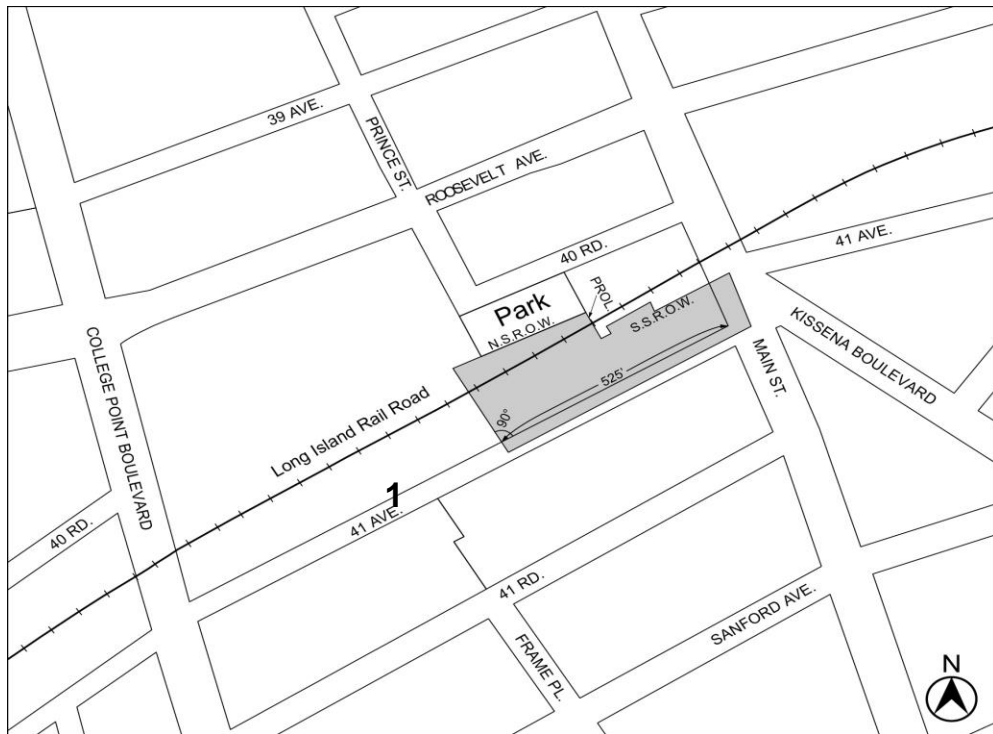 39 AVE.
PRINCE ST.
ROOSEVELT AVE.
40 RD.
41 AVE.
PROL.
Park
N.S.R.O.W.
S.S.R.O.W.
KISSENA BOULEVARD
COLLEGE POINT BOULEVARD
MAIN ST.
525'
90°
Long Island Rail Road
1
41 AVE.
40 RD.
41 RD.
SANFORD AVE.
FRAME PL.
N